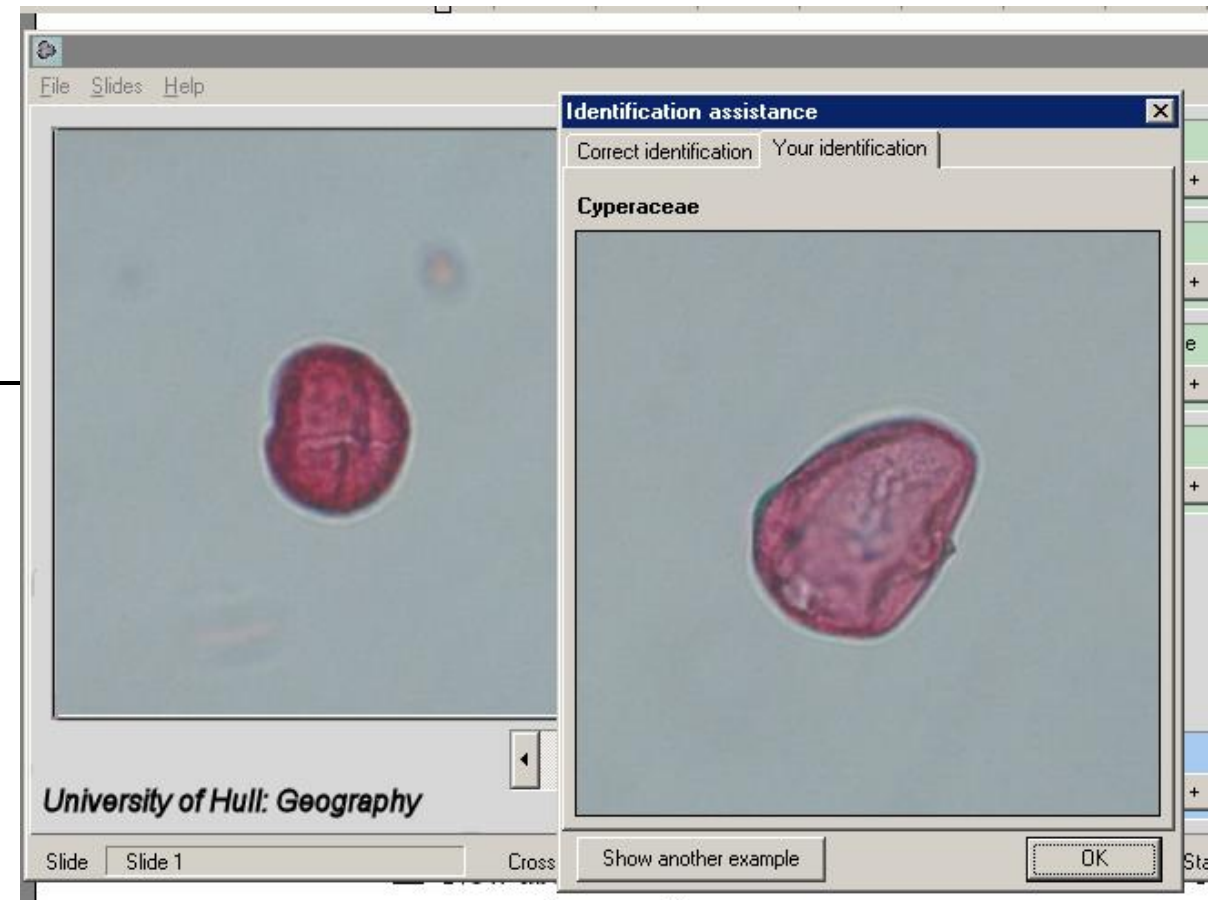 File Slides Help
Identification assistance
Correct identification Your identification
Cyperaceae
+
+
e
+
+
+
University of Hull: Geography
Slide Slide 1
Cross
Show another example
OK
Sta